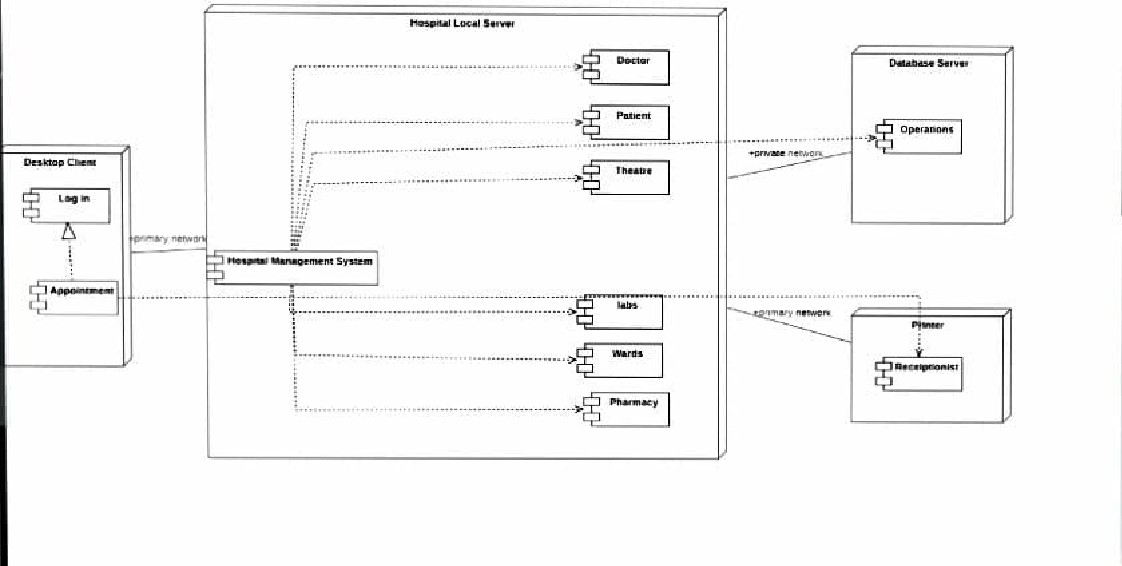 Hospital Local Server
Doctor
Database Server
Patient
Operations
+private network
Desktop Client
Theatre
Log in
+primary network
Hospital Management System
Appointment
labs
+primary network
Printer
Wards
Receptionist
Pharmacy